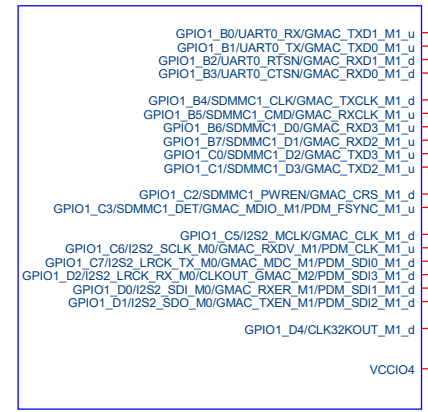 GPIO1_B0/UART0_RX/GMAC_TXD1_M1_u
GPIO1_B1/UART0_TX/GMAC_TXD0_M1_u
GPIO1_B2/UART0_RTSN/GMAC_RXD1_M1_d
GPIO1_B3/UART0_CTSN/GMAC_RXD0_M1_d
GPIO1_B4/SDMMC1_CLK/GMAC_TXCLK_M1_d
GPIO1_B5/SDMMC1_CMD/GMAC_RXCLK_M1_u
GPIO1_B6/SDMMC1_D0/GMAC_RXD3_M1_u
GPIO1_B7/SDMMC1_D1/GMAC_RXD2_M1_u
GPIO1_C0/SDMMC1_D2/GMAC_TXD3_M1_u
GPIO1_C1/SDMMC1_D3/GMAC_TXD2_M1_u
GPIO1_C2/SDMMC1_PWREN/GMAC_CRS_M1_d
GPIO1_C3/SDMMC1_DET/GMAC_MDIO_M1/PDM_FSYNC_M1_u
GPIO1_C5/I2S2_MCLK/GMAC_CLK_M1_d
GPIO1_C6/I2S2_SCLK_M0/GMAC_RXDV_M1/PDM_CLK_M1_u
GPIO1_C7/I2S2_LRCK_TX_M0/GMAC_MDC_M1/PDM_SDI0_M1_d
GPIO1_D2/I2S2_LRCK_RX_M0/CLKOUT_GMAC_M2/PDM_SDI3_M1_d
GPIO1_D0/I2S2_SDI_M0/GMAC_RXER_M1/PDM_SDI1_M1_d
GPIO1_D1/I2S2_SDO_M0/GMAC_TXEN_M1/PDM_SDI2_M1_d
GPIO1_D4/CLK32KOUT_M1_d
VCCIO4